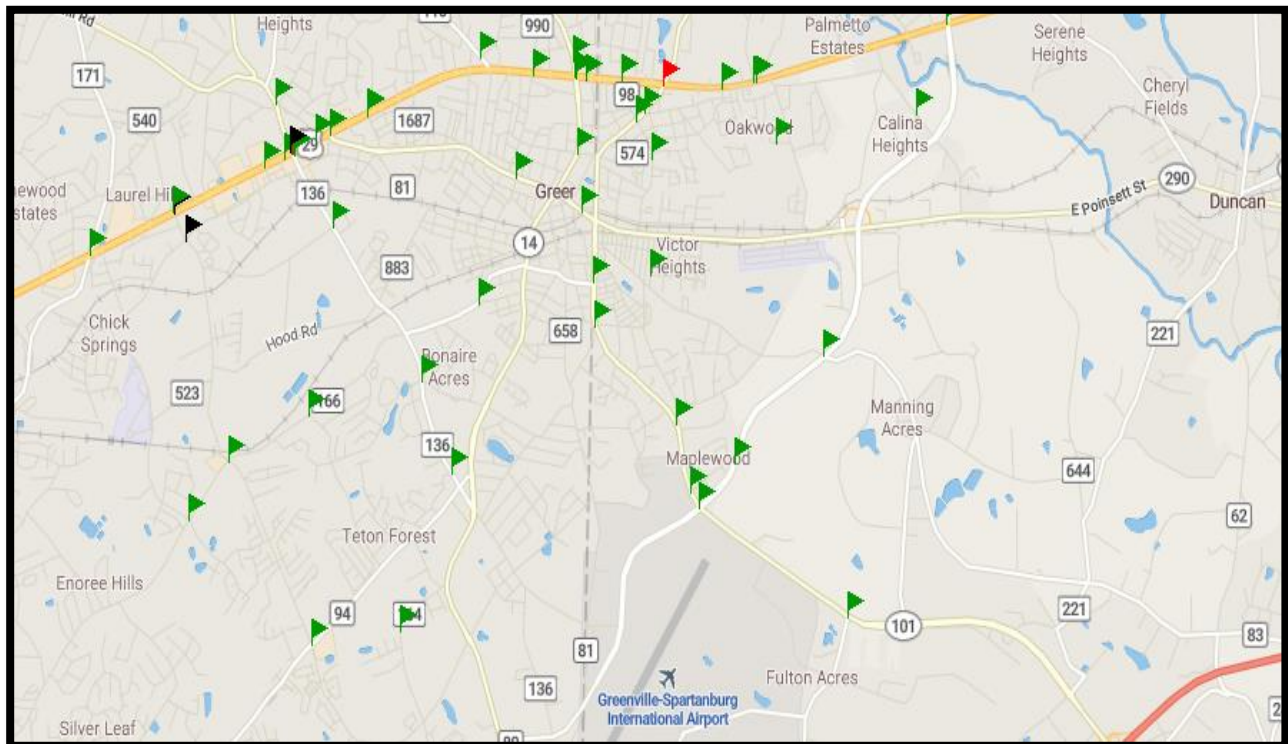 Rd
Heights
990
Palmetto
Estates
Serene
Heights
171
Cheryl
Fields
98
540
1687
Oakwood
Calina
Heights
29
574
Laurel
136
81
Greer
290
E Poinsett St
Duncan
14
Victor
Heights
883
Chick
Springs
Hood Rd
658
221
Bonaire
Acres
523
166
Manning
Acres
136
Maplewood
644
62
Teton Forest
Enoree Hills
94
221
101
83
81
136
Fulton Acres
Greenville-Spartanburg
International Airport
Silver Leaf